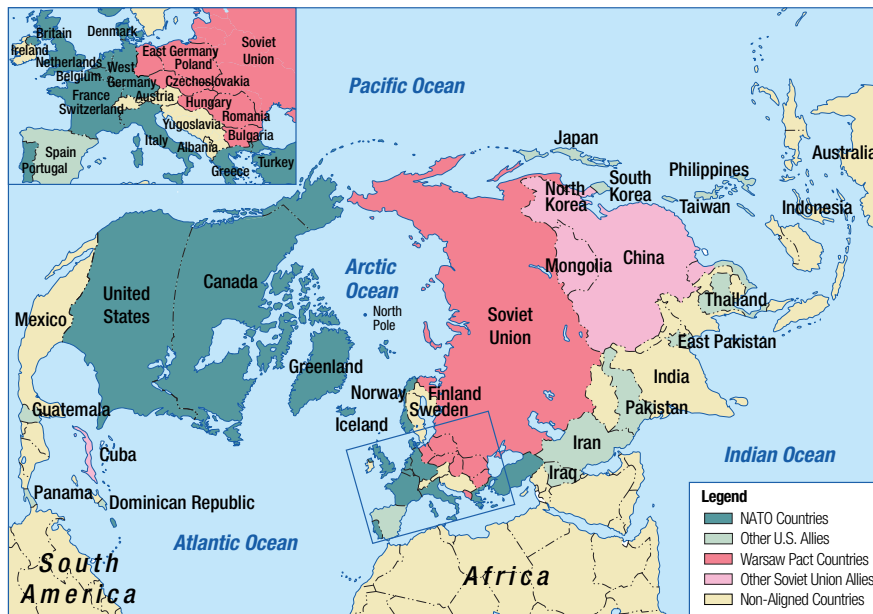 Britain
Denmark
Ireland
Netherlands
Belgium
West
Germany
East Germany
Poland
Soviet
Union
Czechoslovakia
France
Switzerland
Austria
Hungary
Yugoslavia
Romania
Bulgaria
Italy
Albania
Spain
Portugal
Greece
Turkey
Pacific Ocean
Japan
South
Korea
North
Korea
Philippines
Taiwan
Australia
Indonesia
China
Mongolia
Thailand
East Pakistan
India
Pakistan
Canada
United
States
Mexico
Arctic
Ocean
North
Pole
Soviet
Union
Greenland
Norway
Finland
Sweden
Iceland
Guatemala
Cuba
Panama
Dominican Republic
Iran
Iraq
Indian Ocean
Atlantic Ocean
South
America
Africa
Legend
NATO Countries
Other U.S. Allies
Warsaw Pact Countries
Other Soviet Union Allies
Non-Aligned Countries